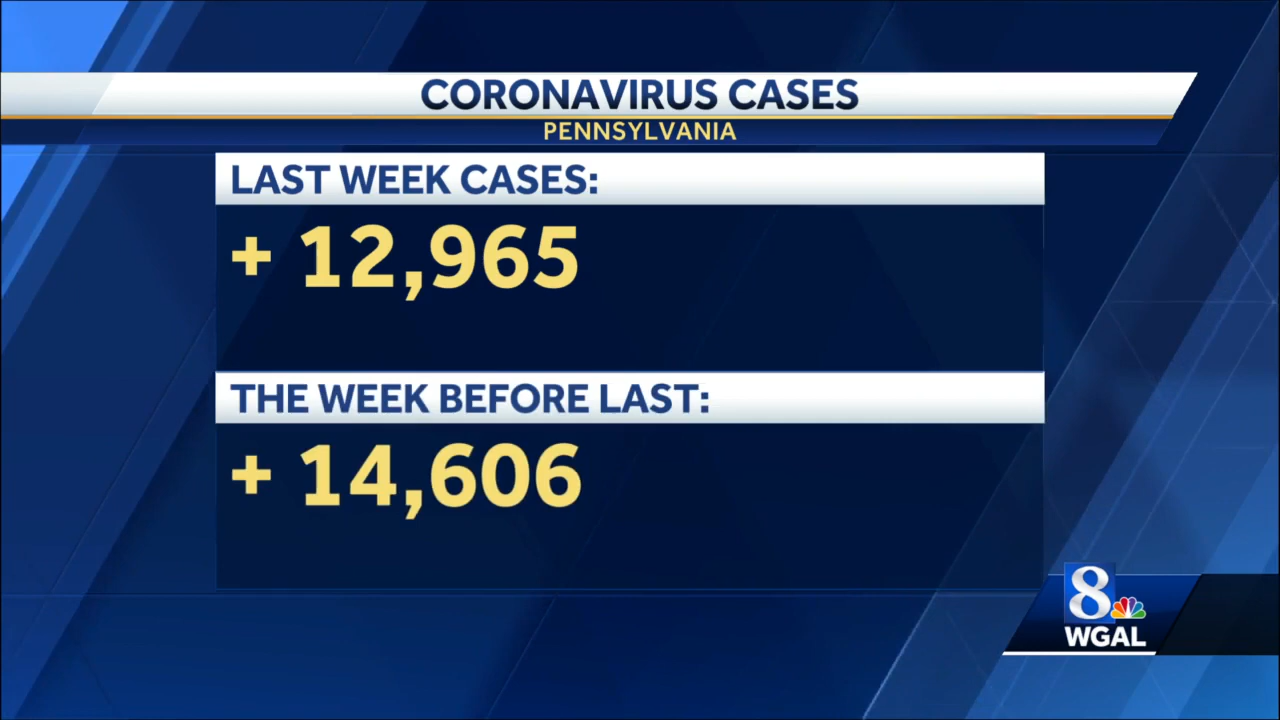 CORONAVIRUS CASES
PENNSYLVANIA
LAST WEEK CASES:
+ 12,965
THE WEEK BEFORE LAST:
+ 14,606
8
WGAL